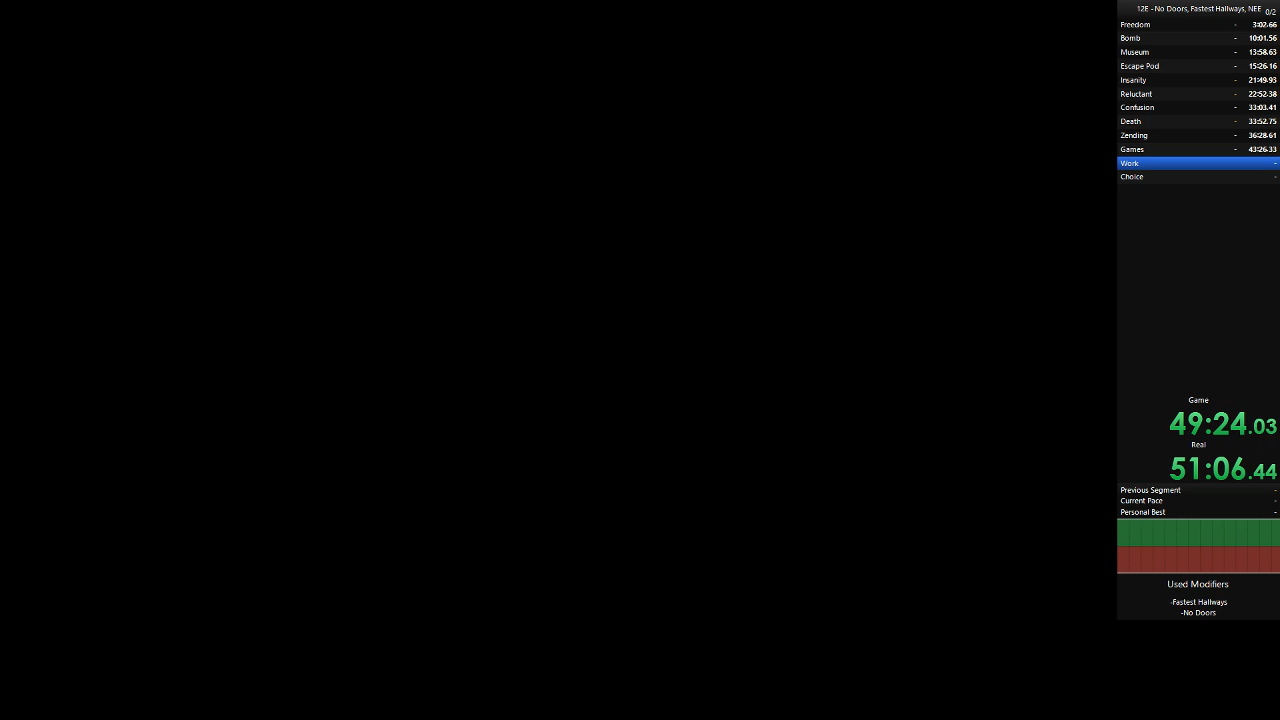 12E - No Doors, Fastest Hallways, NEE 0/2
Freedom - 3:02.66
Bomb - 10:01.56
Museum - 13:58.63
Escape Pod - 15:26.16
Insanity - 21:49.93
Reluctant - 22:52.38
Confusion - 33:03.41
Death - 33:52.75
Zending - 36:28.61
Games - 43:26.33
Work -
Choice -
Game
49:24.03
Real
51:06.44
Previous Segment -
Current Pace -
Personal Best -
Used Modifiers
-Fastest Hallways
-No Doors